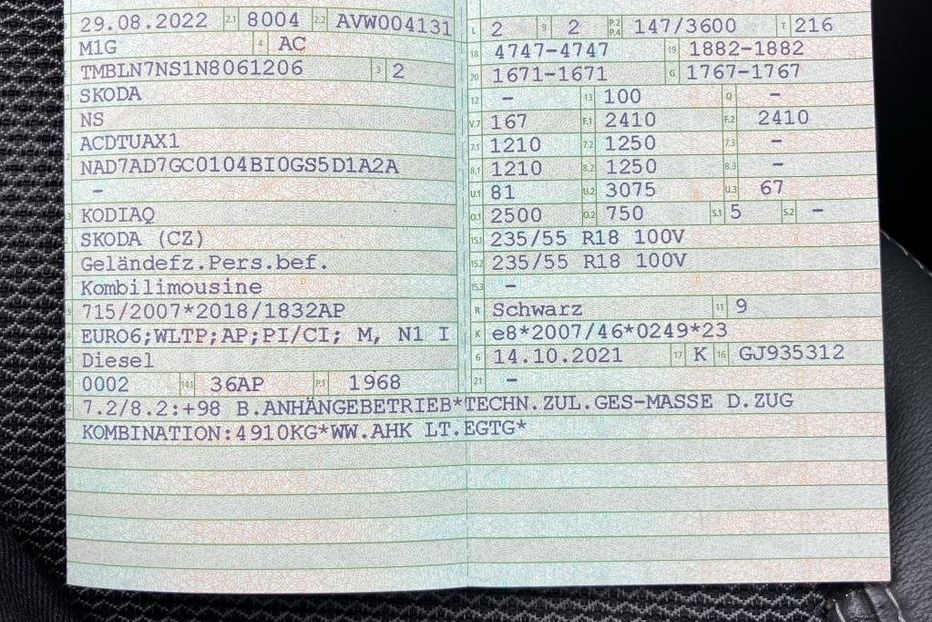 29.08.2022 2.1 8004 2.2 AVW004131
M1G 4 AC
TMBLN7NS1N8061206 3 2
SKODA
NS
ACDTUAX1
NAD7AD7GC0104BI0GS5D1A2A
–
KODIAQ
SKODA (CZ)
Geländefz.Pers.bef.
Kombilimousine
715/2007*2018/1832AP
EURO6;WLTP;AP;PI/CI; M, N1 I
Diesel
0002 14.1 36AP P.1 1968
L 2 9 2 P.2 P.4 147/3600 T 216
18 4747-4747 19 1882-1882
20 1671-1671 G 1767-1767
12 – 13 100 Q –
V.7 167 F.1 2410 F.2 2410
7.1 1210 7.2 1250 7.3 –
8.1 1210 8.2 1250 8.3 –
U.1 81 U.2 3075 U.3 67
O.1 2500 O.2 750 S.1 5 S.2 –
15.1 235/55 R18 100V
15.2 235/55 R18 100V
15.3 –
R Schwarz 11 9
K e8*2007/46*0249*23
6 14.10.2021 17 K 16 GJ935312
21 –
7.2/8.2:+98 B.ANHÄNGEBETRIEB*TECHN.ZUL.GES-MASSE D.ZUG
KOMBINATION:4910KG*WW.AHK LT.EGTG*